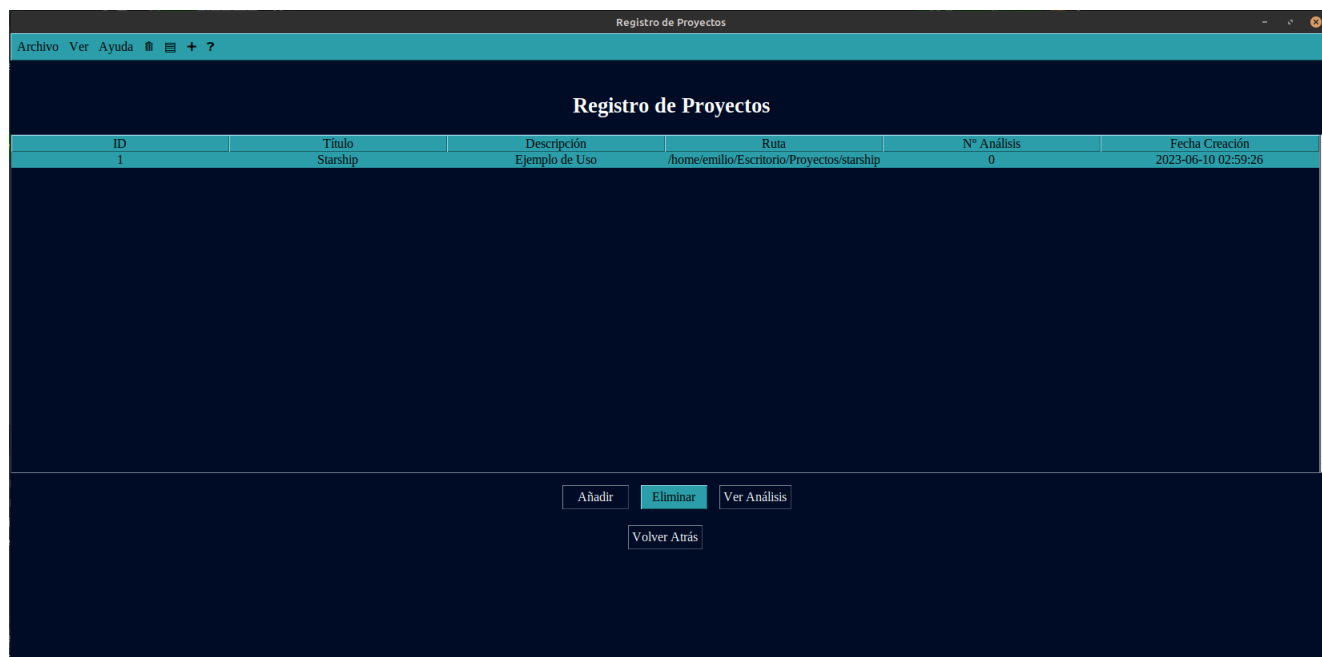 Registro de Proyectos
Archivo Ver Ayuda + ?
Registro de Proyectos
ID Título Descripción Ruta Nº Análisis Fecha Creación
1 Starship Ejemplo de Uso /home/emilio/Escritorio/Proyectos/starship 0 2023-06-10 02:59:26
Añadir Eliminar Ver Análisis
Volver Atrás